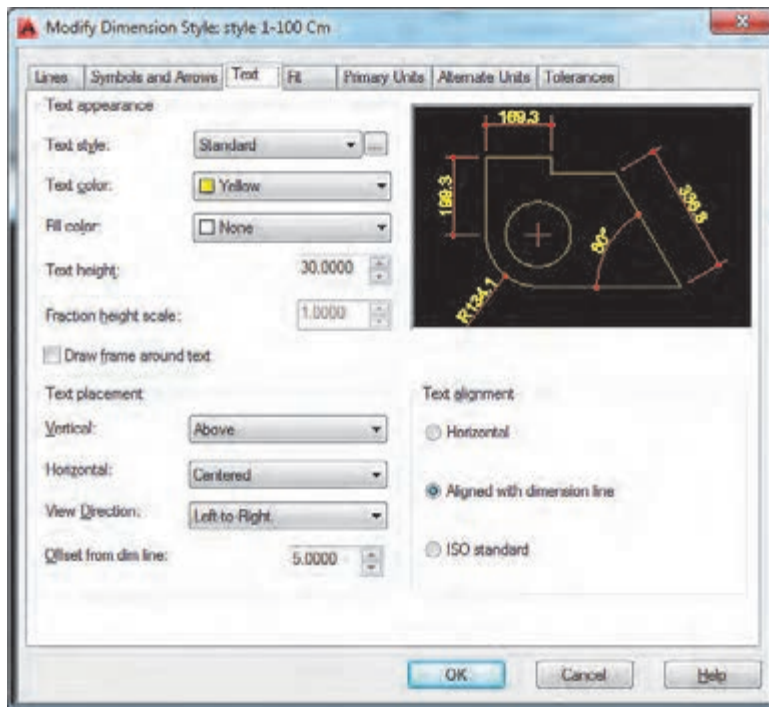 Modify Dimension Style: style 1-100 Cm
Lines Symbols and Arrows Text Fit Primary Units Alternate Units Tolerances
Text appearance
Text style: Standard ...
Text color: Yellow
Fill color: None
Text height: 30.0000
Fraction height scale: 1.0000
Draw frame around text
169.3
199.3
338.8
80°
R134.1
Text placement
Vertical: Above
Horizontal: Centered
View Direction: Left-to-Right
Offset from dim line: 5.0000
Text alignment
Horizontal
Aligned with dimension line
ISO standard
OK Cancel Help